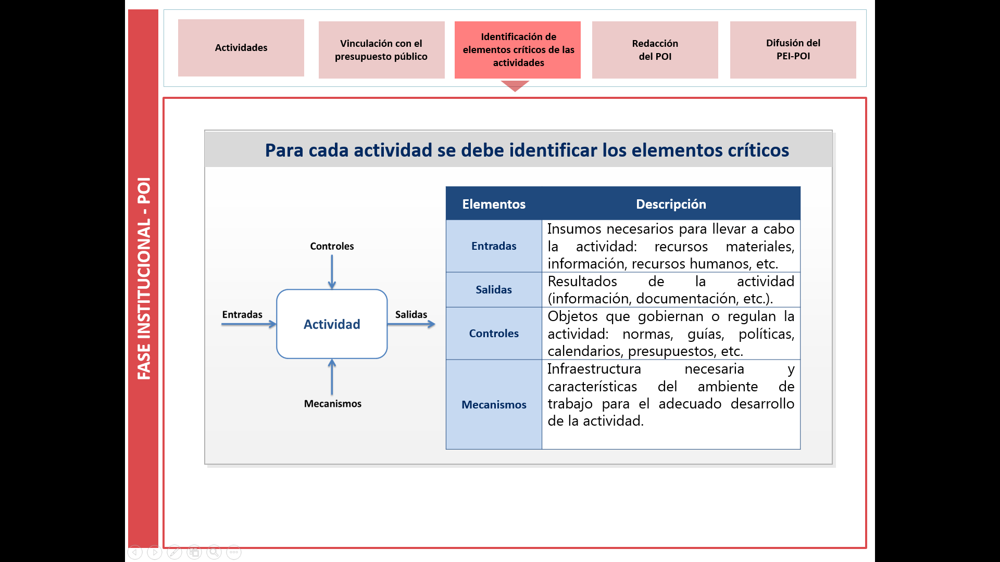 Actividades
Vinculación con el
presupuesto público
Identificación de
elementos críticos de las
actividades
Redacción
del POI
Difusión del
PEI-POI
FASE INSTITUCIONAL - POI
Para cada actividad se debe identificar los elementos críticos
Controles
Entradas
Actividad
Salidas
Mecanismos
Elementos
Descripción
Entradas
Insumos necesarios para llevar a cabo
la actividad: recursos materiales,
información, recursos humanos, etc.
Salidas
Resultados de la actividad
(información, documentación, etc.).
Controles
Objetos que gobiernan o regulan la
actividad: normas, guías, políticas,
calendarios, presupuestos, etc.
Mecanismos
Infraestructura necesaria y
características del ambiente de
trabajo para el adecuado desarrollo
de la actividad.